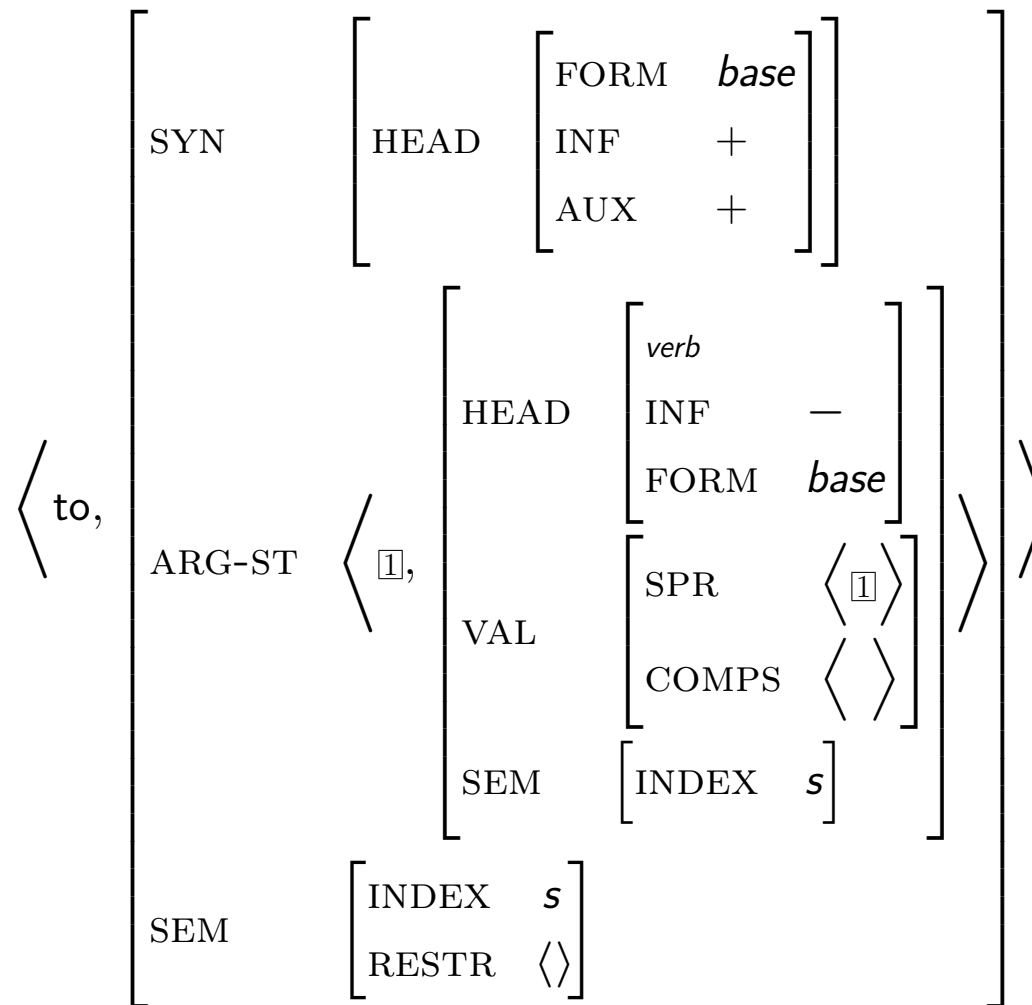 FORM base
SYN HEAD INF +
AUX +
verb
HEAD INF −
FORM base
⟨ to, ARG-ST ⟨ 1, VAL SPR ⟨ 1 ⟩ ⟩ ⟩
COMPS ⟨ ⟩
SEM INDEX s
INDEX s
SEM RESTR ⟨⟩